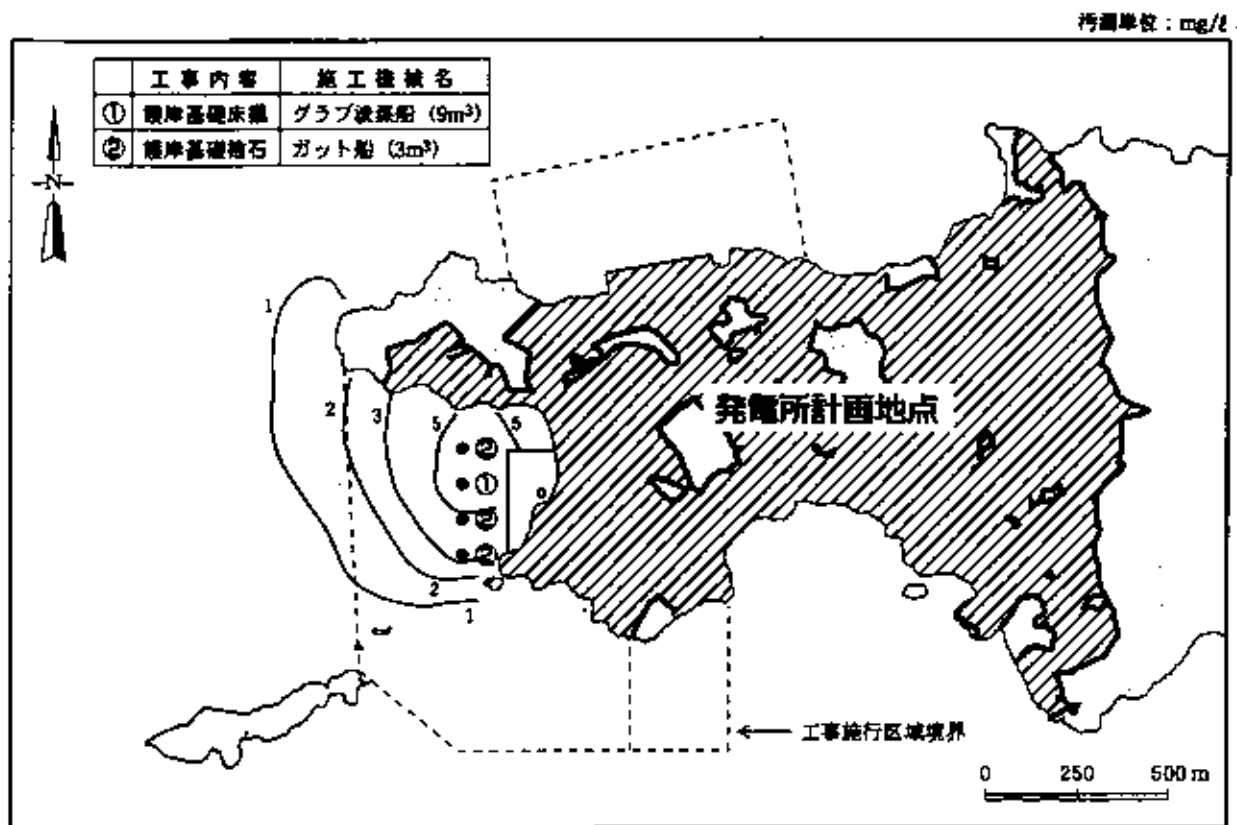 汚濁単位:mg/ℓ
工事内容 施工機械名
① 護岸基礎床掘 グラブ浚渫船(9m³)
② 護岸基礎捨石 ガット船(3m³)
N
1
2
3
5
5
②
発電所計画地点
①
0
②
②
2
1
工事施行区域境界
0 250 500m